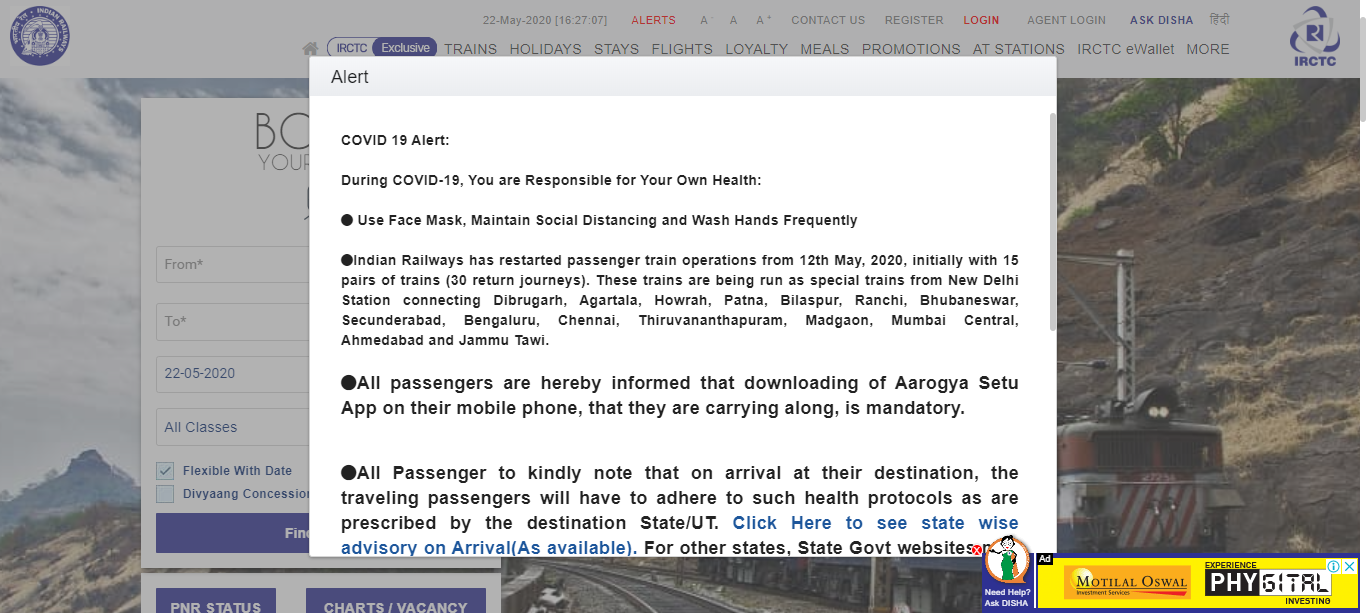 22-May-2020 [16:27:07] ALERTS A- A A+ CONTACT US REGISTER LOGIN AGENT LOGIN ASK DISHA हिंदी
IRCTC Exclusive TRAINS HOLIDAYS STAYS FLIGHTS LOYALTY MEALS PROMOTIONS AT STATIONS IRCTC eWallet MORE
IRCTC
Alert
COVID 19 Alert:
During COVID-19, You are Responsible for Your Own Health:
● Use Face Mask, Maintain Social Distancing and Wash Hands Frequently
●Indian Railways has restarted passenger train operations from 12th May, 2020, initially with 15
pairs of trains (30 return journeys). These trains are being run as special trains from New Delhi
Station connecting Dibrugarh, Agartala, Howrah, Patna, Bilaspur, Ranchi, Bhubaneswar,
Secunderabad, Bengaluru, Chennai, Thiruvananthapuram, Madgaon, Mumbai Central,
Ahmedabad and Jammu Tawi.
●All passengers are hereby informed that downloading of Aarogya Setu
App on their mobile phone, that they are carrying along, is mandatory.
●All Passenger to kindly note that on arrival at their destination, the
traveling passengers will have to adhere to such health protocols as are
prescribed by the destination State/UT. Click Here to see state wise
advisory on Arrival(As available). For other states, State Govt websites
BO
YOUR
From*
To*
22-05-2020
All Classes
Flexible With Date
Divyaang Concession
Find
PNR STATUS
CHARTS / VACANCY
27251
Need Help?
Ask DISHA
Ad
MOTILAL OSWAL
Investment Services
EXPERIENCE
PHYGITAL
INVESTING